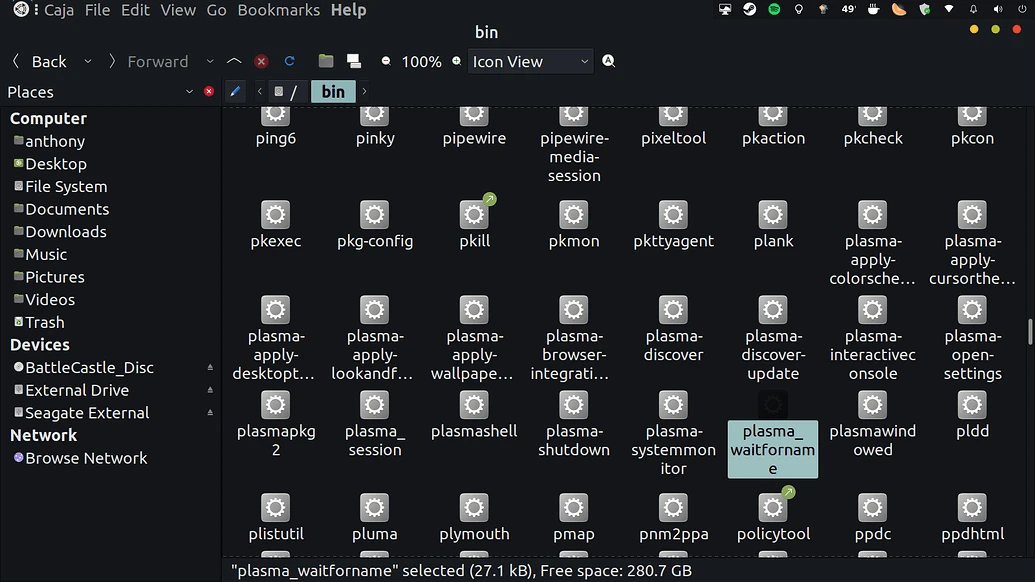 Caja File Edit View Go Bookmarks Help 49'
bin
Back Forward 100% Icon View A
Places / bin
Computer
anthony
Desktop
File System
Documents
Downloads
Music
Pictures
Videos
Trash
Devices
BattleCastle_Disc
External Drive
Seagate External
Network
Browse Network
ping6 pinky pipewire pipewire-
media-
session pixeltool pkaction pkcheck pkcon
pkexec pkg-config pkill pkmon pkttyagent plank plasma-
apply-
colorsche... plasma-
apply-
cursorthe...
plasma-
apply-
desktopt... plasma-
apply-
lookandf... plasma-
apply-
wallpape... plasma-
browser-
integrati... plasma-
discover plasma-
discover-
update plasma-
interactivec
onsole plasma-
open-
settings
plasmapkg
2 plasma_
session plasmashell plasma-
shutdown plasma-
systemmon
itor plasma_
waitfornam
e plasmawind
owed pldd
plistutil pluma plymouth pmap pnm2ppa policytool ppdc ppdhtml
"plasma_waitforname" selected (27.1 kB), Free space: 280.7 GB